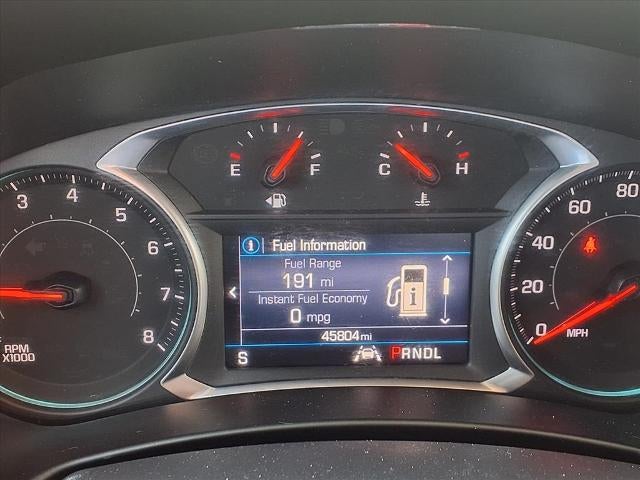 E F
C H
3 4 5 6 7 8
RPM
X1000
Fuel Information
Fuel Range
191 mi
Instant Fuel Economy
0 mpg
45804 mi
S PRNDL
0 20 40 60 80
MPH